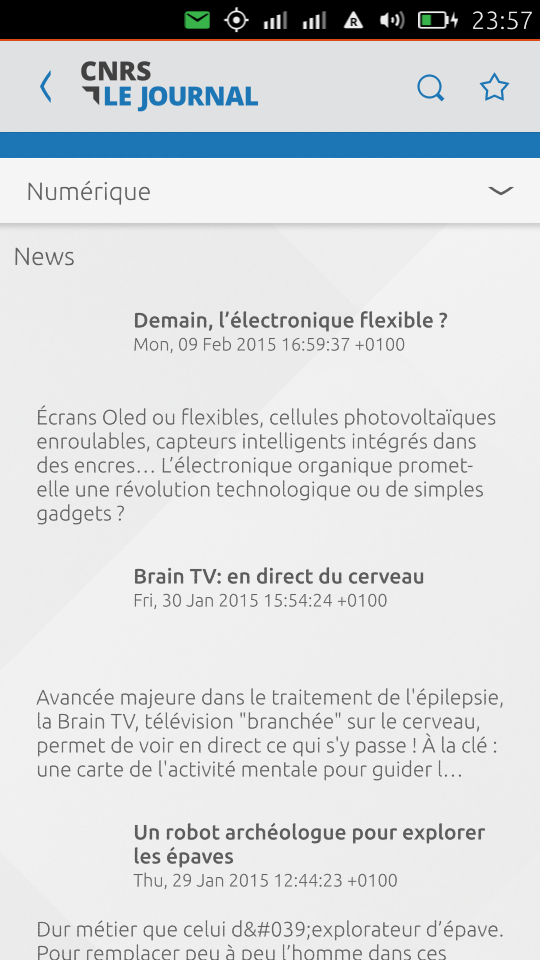 23:57
CNRS
LE JOURNAL
Numérique
News
Demain, l’électronique flexible ?
Mon, 09 Feb 2015 16:59:37 +0100
Écrans Oled ou flexibles, cellules photovoltaïques
enroulables, capteurs intelligents intégrés dans
des encres… L’électronique organique promet-
elle une révolution technologique ou de simples
gadgets ?
Brain TV: en direct du cerveau
Fri, 30 Jan 2015 15:54:24 +0100
Avancée majeure dans le traitement de l'épilepsie,
la Brain TV, télévision "branchée" sur le cerveau,
permet de voir en direct ce qui s'y passe ! À la clé :
une carte de l'activité mentale pour guider l…
Un robot archéologue pour explorer
les épaves
Thu, 29 Jan 2015 12:44:23 +0100
Dur métier que celui d&#039;explorateur d’épave.
Pour remplacer peu à peu l’homme dans ces